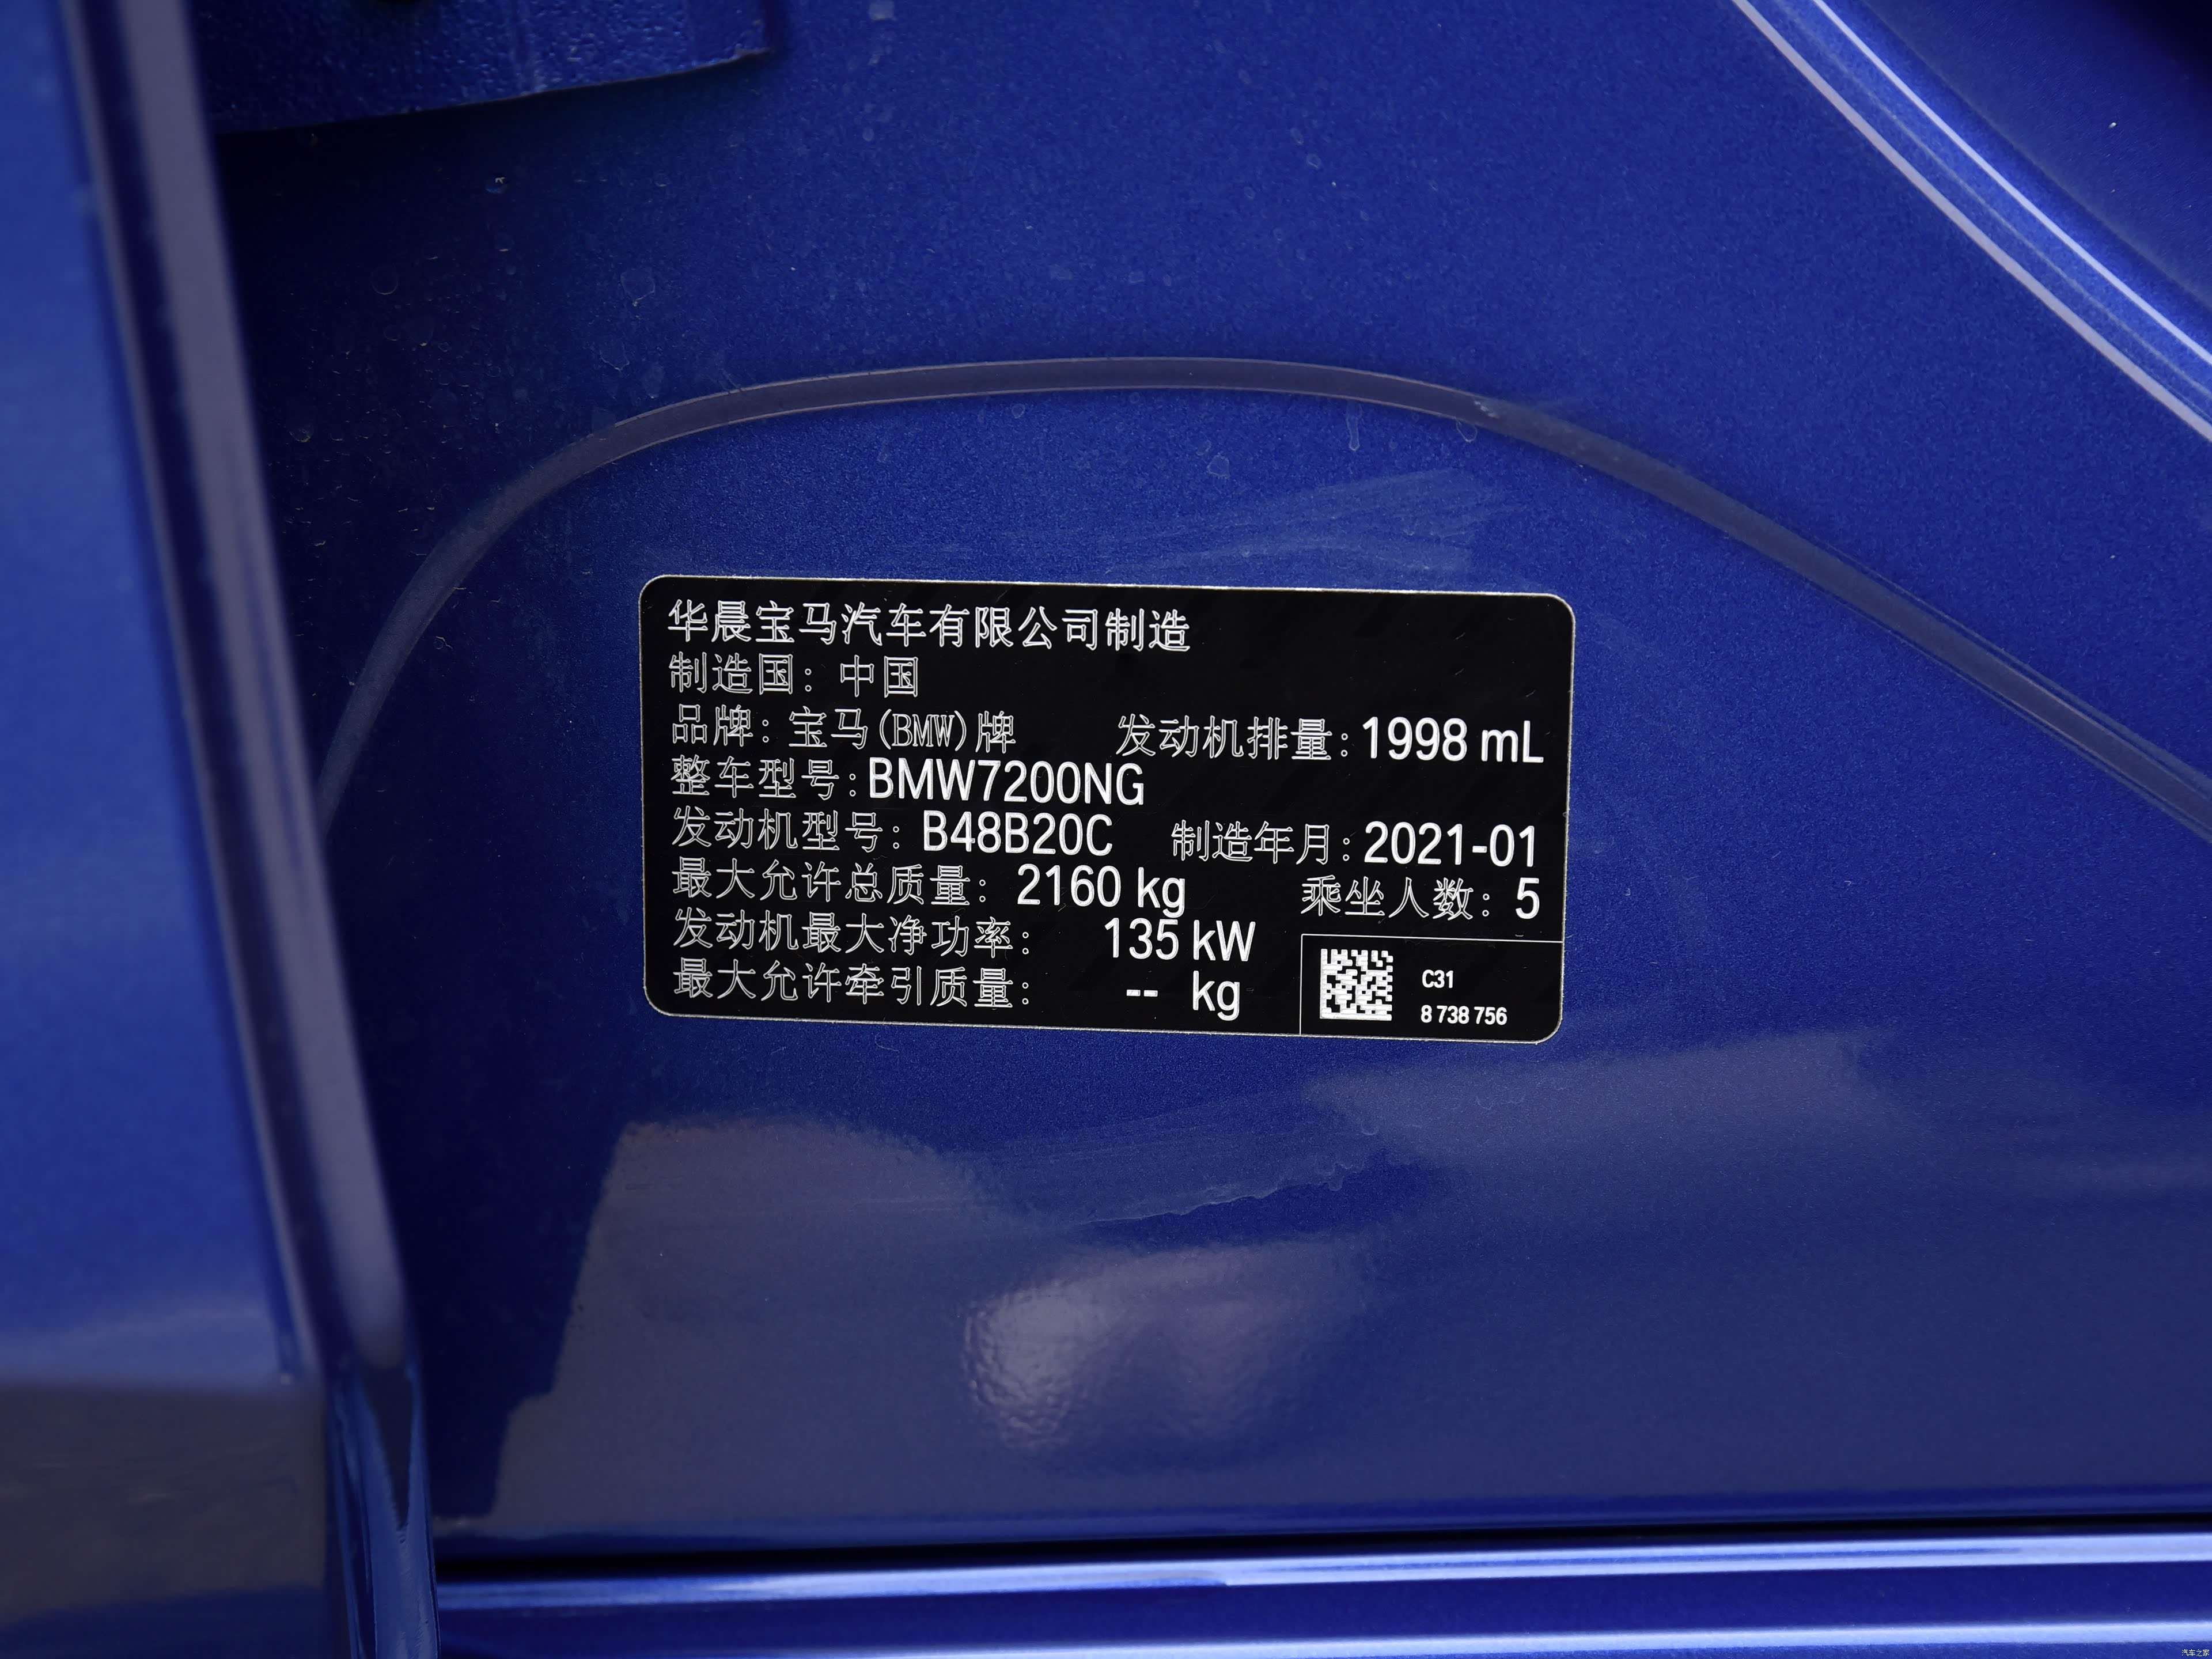 华晨宝马汽车有限公司制造
制造国：中国
品牌：宝马(BMW)牌 发动机排量：1998 mL
整车型号：BMW7200NG
发动机型号：B48B20C 制造年月：2021-01
最大允许总质量：2160 kg 乘坐人数：5
发动机最大净功率：135 kW
最大允许牵引质量：-- kg
C31
8 738 756
汽车之家